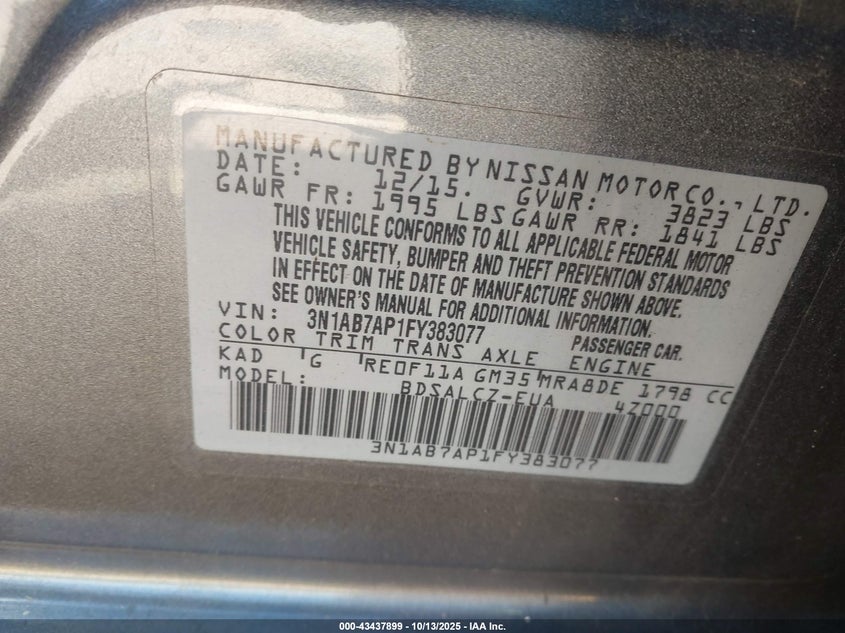 MANUFACTURED BY NISSAN MOTOR CO., LTD.
DATE: 12/15. GVWR: 3823 LBS
GAWR FR: 1995 LBS GAWR RR: 1841 LBS
THIS VEHICLE CONFORMS TO ALL APPLICABLE FEDERAL MOTOR
VEHICLE SAFETY, BUMPER AND THEFT PREVENTION STANDARDS
IN EFFECT ON THE DATE OF MANUFACTURE SHOWN ABOVE.
SEE OWNER'S MANUAL FOR ADDITIONAL INFORMATION.
VIN: 3N1AB7AP1FY383077 PASSENGER CAR.
COLOR TRIM TRANS AXLE ENGINE
KAD G RE0F11A GM35 MRA8DE 1798 CC
MODEL: BDSALCZ-EUA 4Z000
3N1AB7AP1FY383077
000-43437899 - 10/13/2025 - IAA Inc.